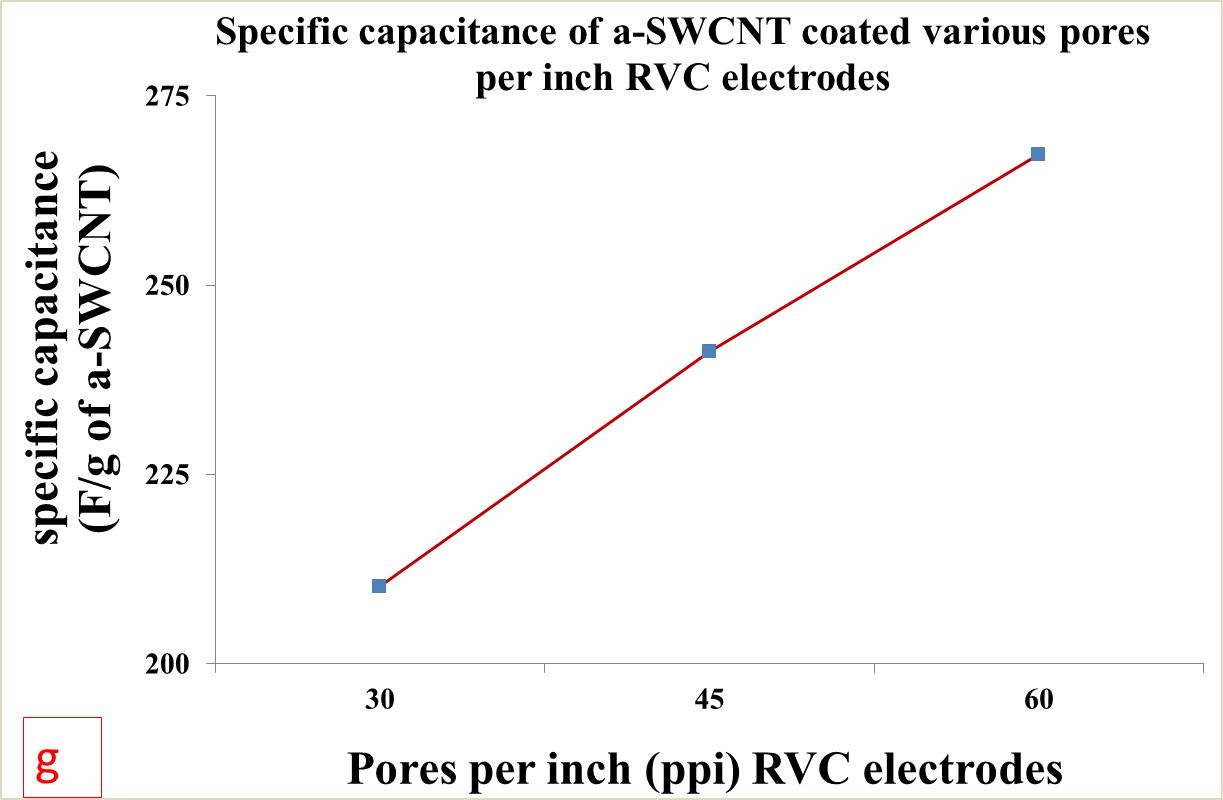 Specific capacitance of a-SWCNT coated various pores
per inch RVC electrodes
275
250
225
200
specific capacitance
(F/g of a-SWCNT)
30 45 60
Pores per inch (ppi) RVC electrodes
g